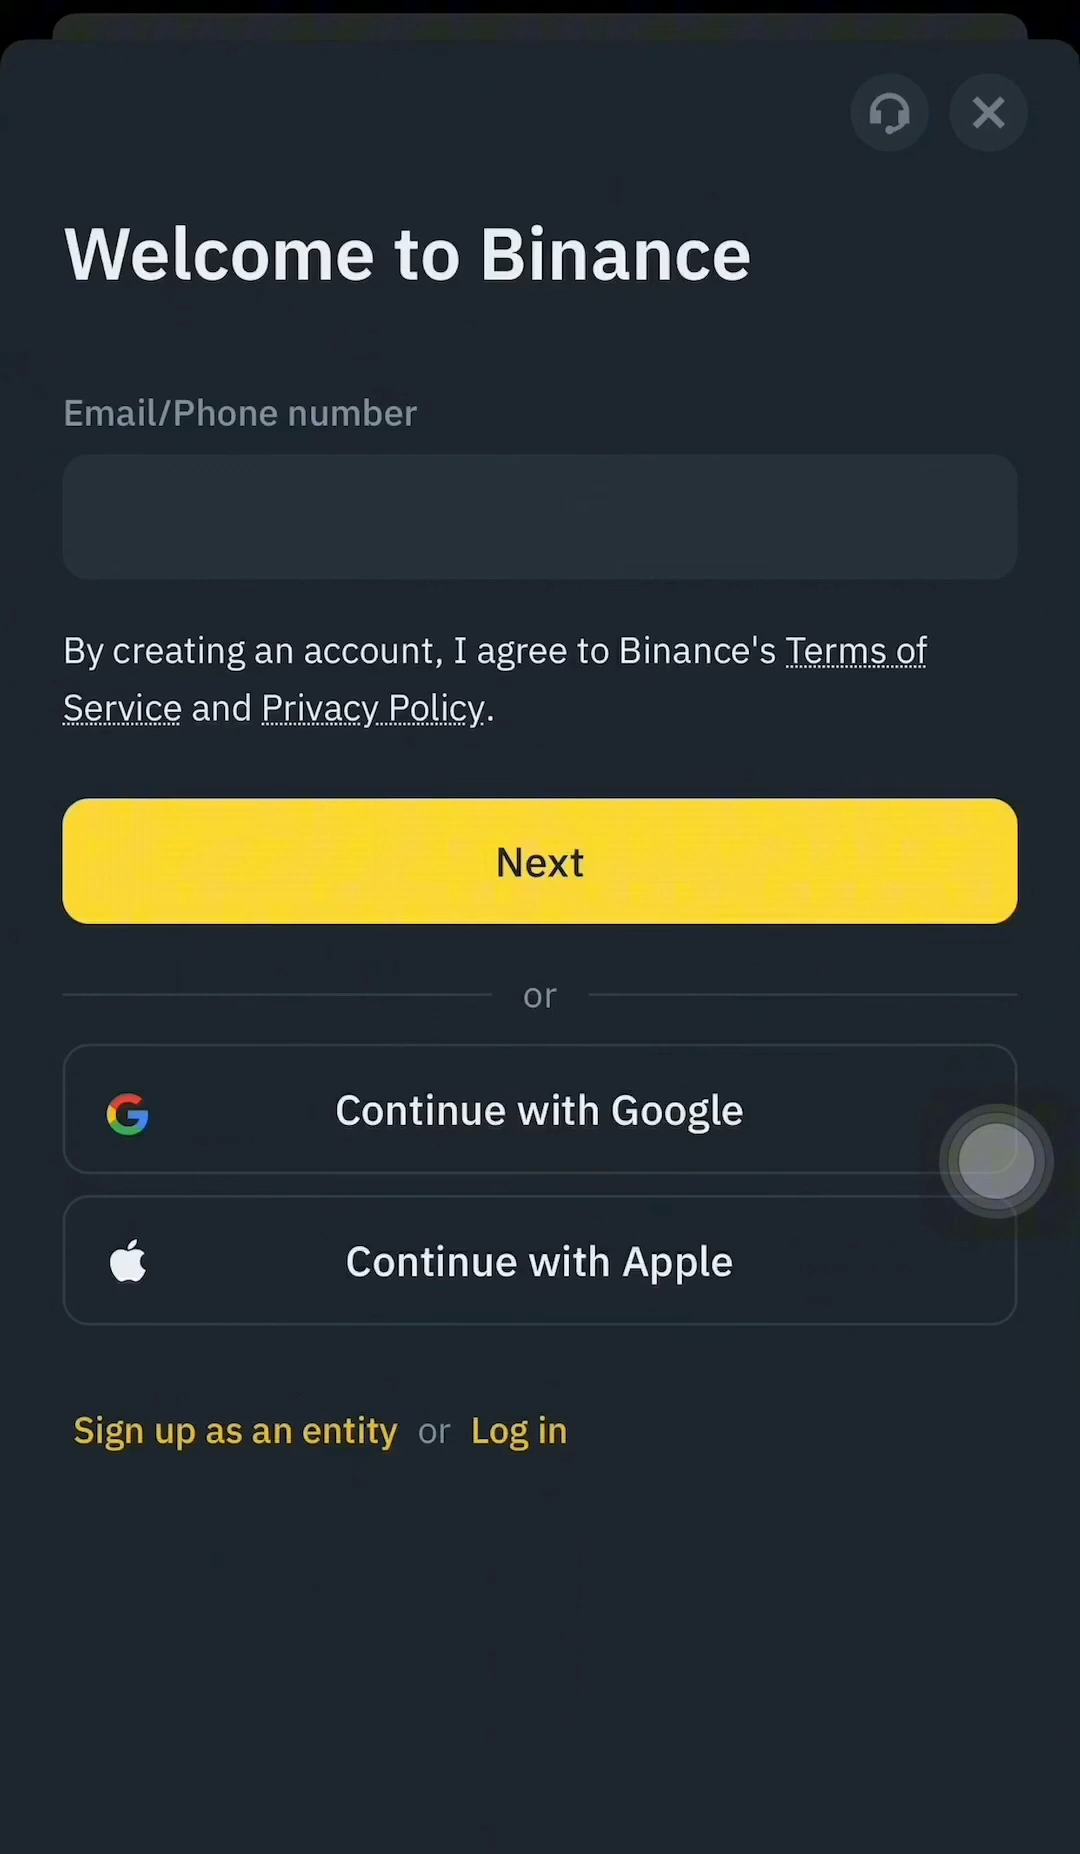 Welcome to Binance
Email/Phone number
By creating an account, I agree to Binance's Terms of
Service and Privacy Policy.
Next
or
Continue with Google
Continue with Apple
Sign up as an entity or Log in